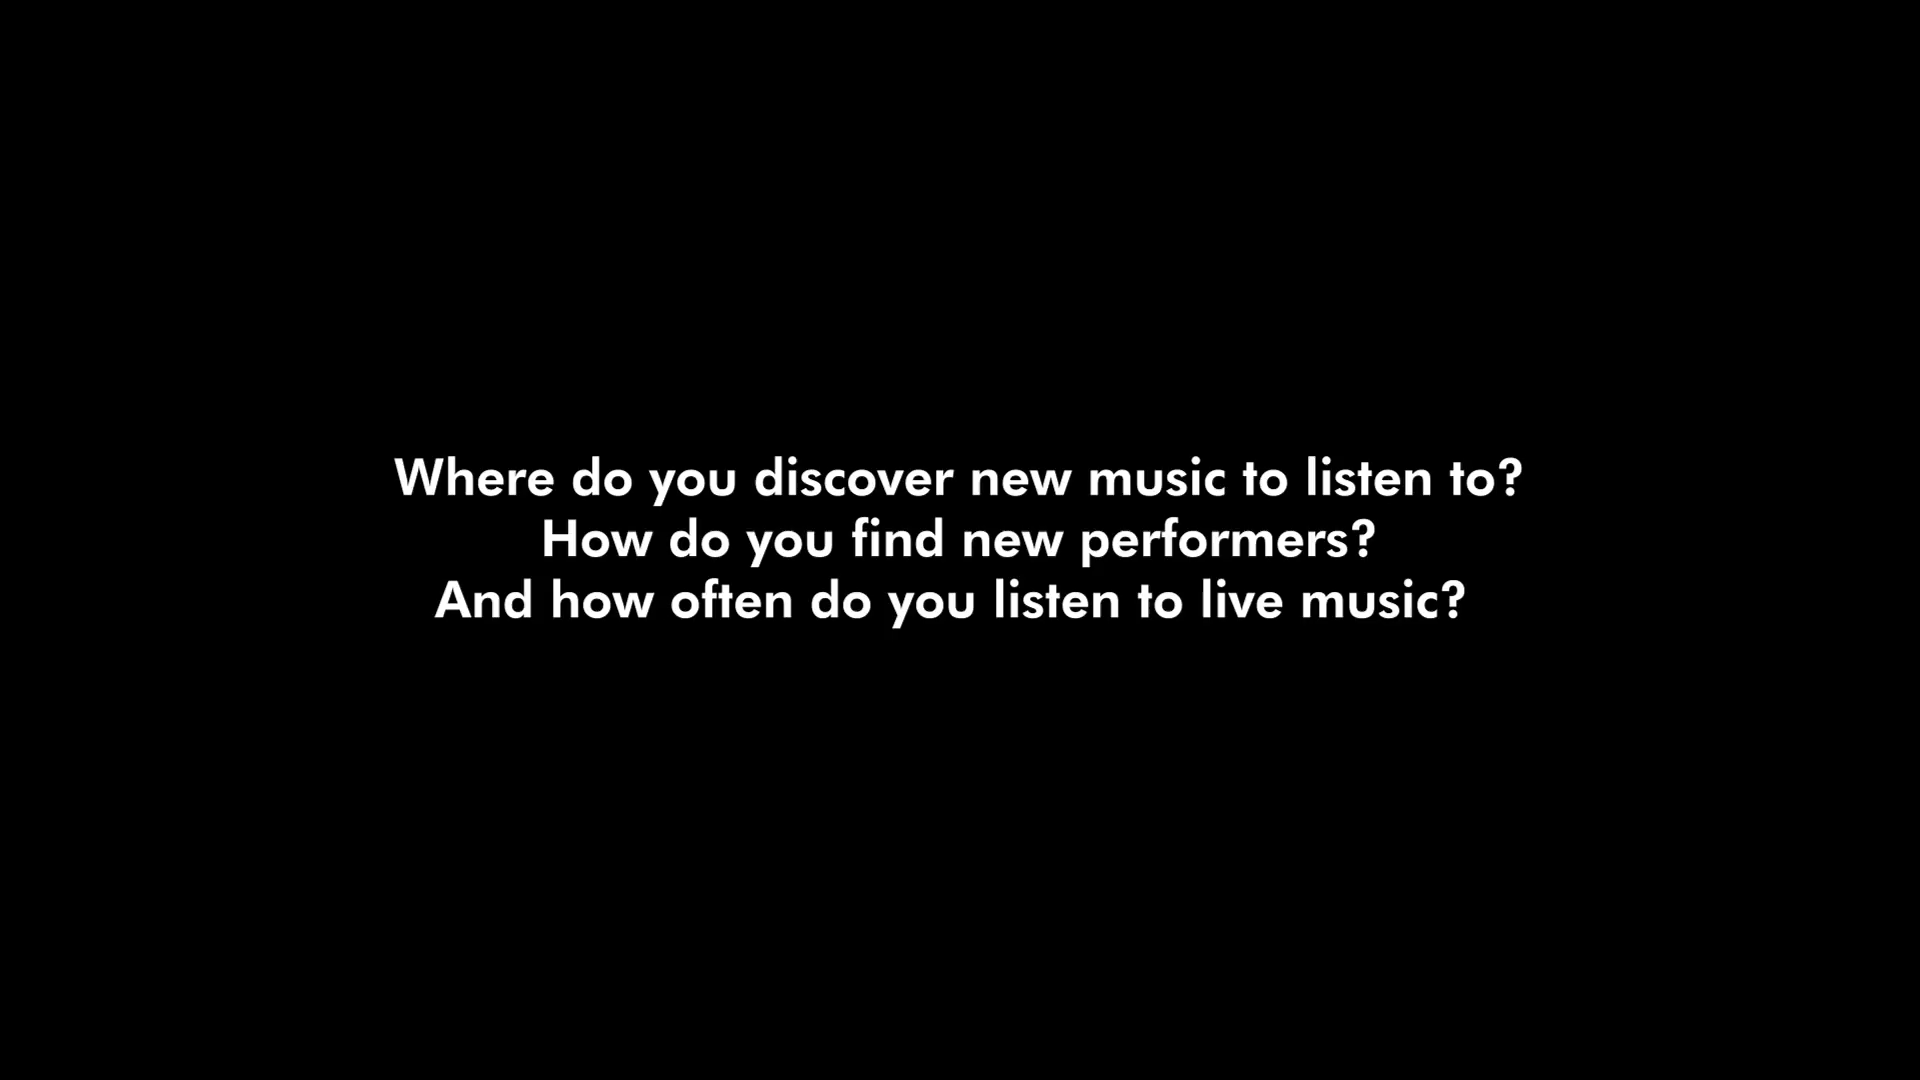 Where do you discover new music to listen to?
How do you find new performers?
And how often do you listen to live music?